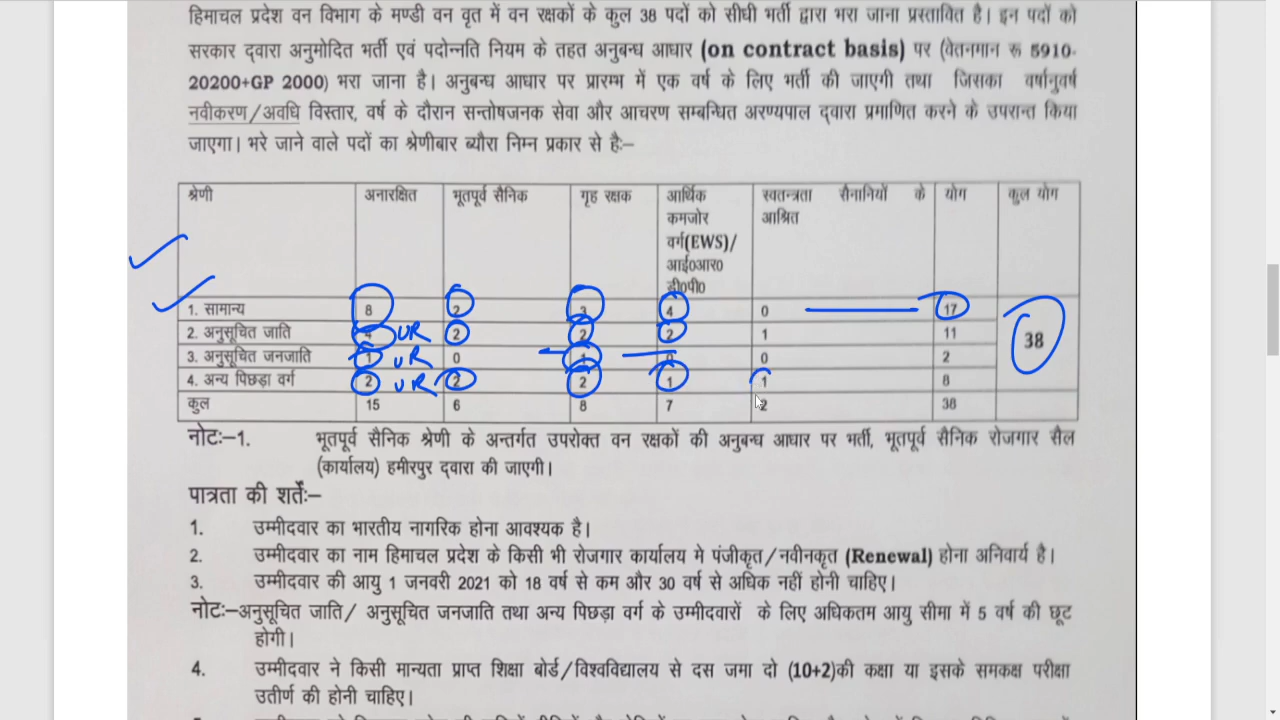 हिमाचल प्रदेश वन विभाग के मण्डी वन वृत में वन रक्षकों के कुल 38 पदों को सीधी भर्ती द्वारा भरा जाना प्रस्तावित है। इन पदों को
सरकार द्वारा अनुमोदित भर्ती एवं पदोन्नति नियम के तहत अनुबन्ध आधार (on contract basis) पर (वेतनमान रू 5910-
20200+GP 2000) भरा जाना है। अनुबन्ध आधार पर प्रारम्भ में एक वर्ष के लिए भर्ती की जाएगी तथा जिसका वर्षानुवर्ष
नवीकरण/अवधि विस्तार, वर्ष के दौरान सन्तोषजनक सेवा और आचरण सम्बन्धित अरण्यपाल द्वारा प्रमाणित करने के उपरान्त किया
जाएगा। भरे जाने वाले पदों का श्रेणीबार ब्यौरा निम्न प्रकार से है:–
श्रेणी अनारक्षित भूतपूर्व सैनिक गृह रक्षक आर्थिक कमजोर वर्ग(EWS)/ आई0आर0 डी0पी0 स्वतन्त्रता सैनानियों के आश्रित योग कुल योग
1. सामान्य 8 2 3 4 0 17 38
2. अनुसूचित जाति 4 UR 2 2 2 1 11
3. अनुसूचित जनजाति 1 UR 0 1 0 0 2
4. अन्य पिछड़ा वर्ग 2 UR 2 2 1 1 8
कुल 15 6 8 7 2 38
नोटः–1. भूतपूर्व सैनिक श्रेणी के अन्तर्गत उपरोक्त वन रक्षकों की अनुबन्ध आधार पर भर्ती, भूतपूर्व सैनिक रोजगार सैल
(कार्यालय) हमीरपुर द्वारा की जाएगी।
पात्रता की शर्तेः–
1. उम्मीदवार का भारतीय नागरिक होना आवश्यक है।
2. उम्मीदवार का नाम हिमाचल प्रदेश के किसी भी रोजगार कार्यालय मे पंजीकृत/नवीनकृत (Renewal) होना अनिवार्य है।
3. उम्मीदवार की आयु 1 जनवरी 2021 को 18 वर्ष से कम और 30 वर्ष से अधिक नहीं होनी चाहिए।
नोटः–अनुसूचित जाति/ अनुसूचित जनजाति तथा अन्य पिछड़ा वर्ग के उम्मीदवारों के लिए अधिकतम आयु सीमा में 5 वर्ष की छूट
होगी।
4. उम्मीदवार ने किसी मान्यता प्राप्त शिक्षा बोर्ड/विश्वविद्यालय से दस जमा दो (10+2)की कक्षा या इसके समकक्ष परीक्षा
उतीर्ण की होनी चाहिए।